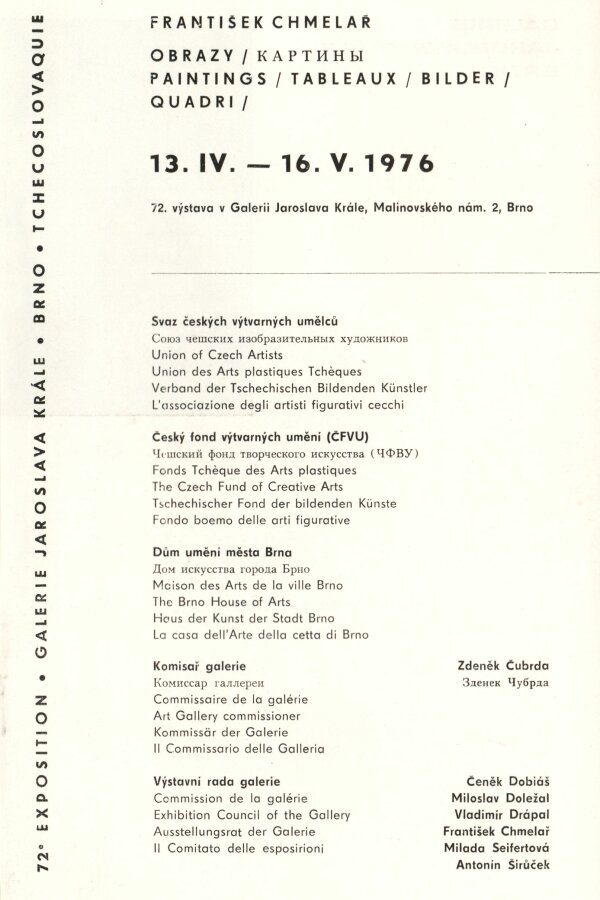 FRANTIŠEK CHMELAŘ
OBRAZY / КАРТИНЫ
PAINTINGS / TABLEAUX / BILDER /
QUADRI /
13. IV. — 16. V. 1976
72. výstava v Galerii Jaroslava Krále, Malinovského nám. 2, Brno
Svaz českých výtvarných umělců
Союз чешских изобразительных художников
Union of Czech Artists
Union des Arts plastiques Tchèques
Verband der Tschechischen Bildenden Künstler
L'associazione degli artisti figurativi cecchi
Český fond výtvarných umění (ČFVU)
Чешский фонд творческого искусства (ЧФВУ)
Fonds Tchèque des Arts plastiques
The Czech Fund of Creative Arts
Tschechischer Fond der bildenden Künste
Fondo boemo delle arti figurative
Dům umění města Brna
Дом искусства города Брно
Maison des Arts de la ville Brno
The Brno House of Arts
Haus der Kunst der Stadt Brno
La casa dell'Arte della cetta di Brno
Komisař galerie Zdeněk Čubrda
Комиссар галлереи Зденек Чубрда
Commissaire de la galérie
Art Gallery commissioner
Kommissär der Galerie
Il Commissario delle Galleria
Výstavní rada galerie Čeněk Dobiáš
Commission de la galérie Miloslav Doležal
Exhibition Council of the Gallery Vladimír Drápal
Ausstellungsrat der Galerie František Chmelař
Il Comitato delle esposirioni Milada Seifertová
Antonín Širůček
72e EXPOSITION • GALERIE JAROSLAVA KRÁLE • BRNO • TCHECOSLOVAQUIE